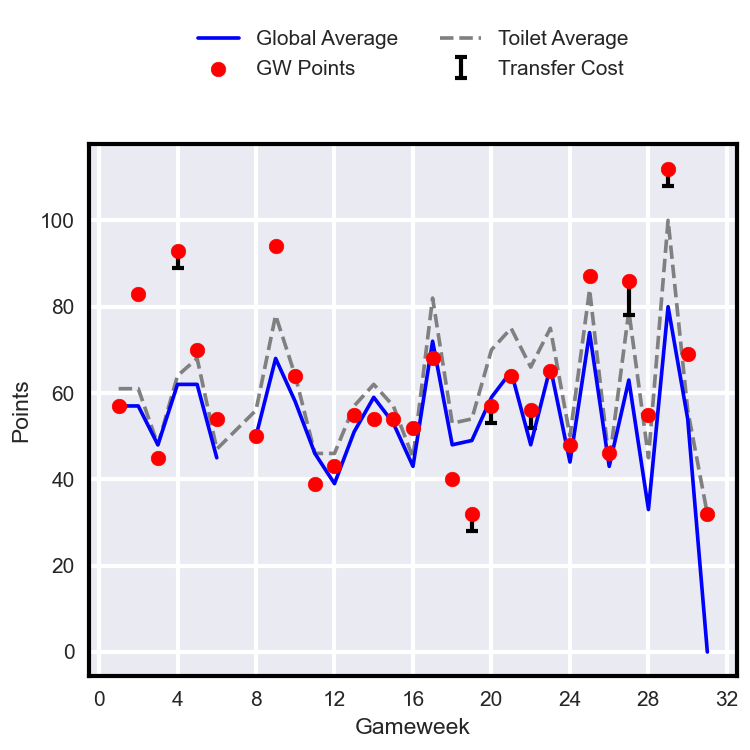 Global Average
Toilet Average
GW Points
Transfer Cost
Points
100
80
60
40
20
0
0 4 8 12 16 20 24 28 32
Gameweek